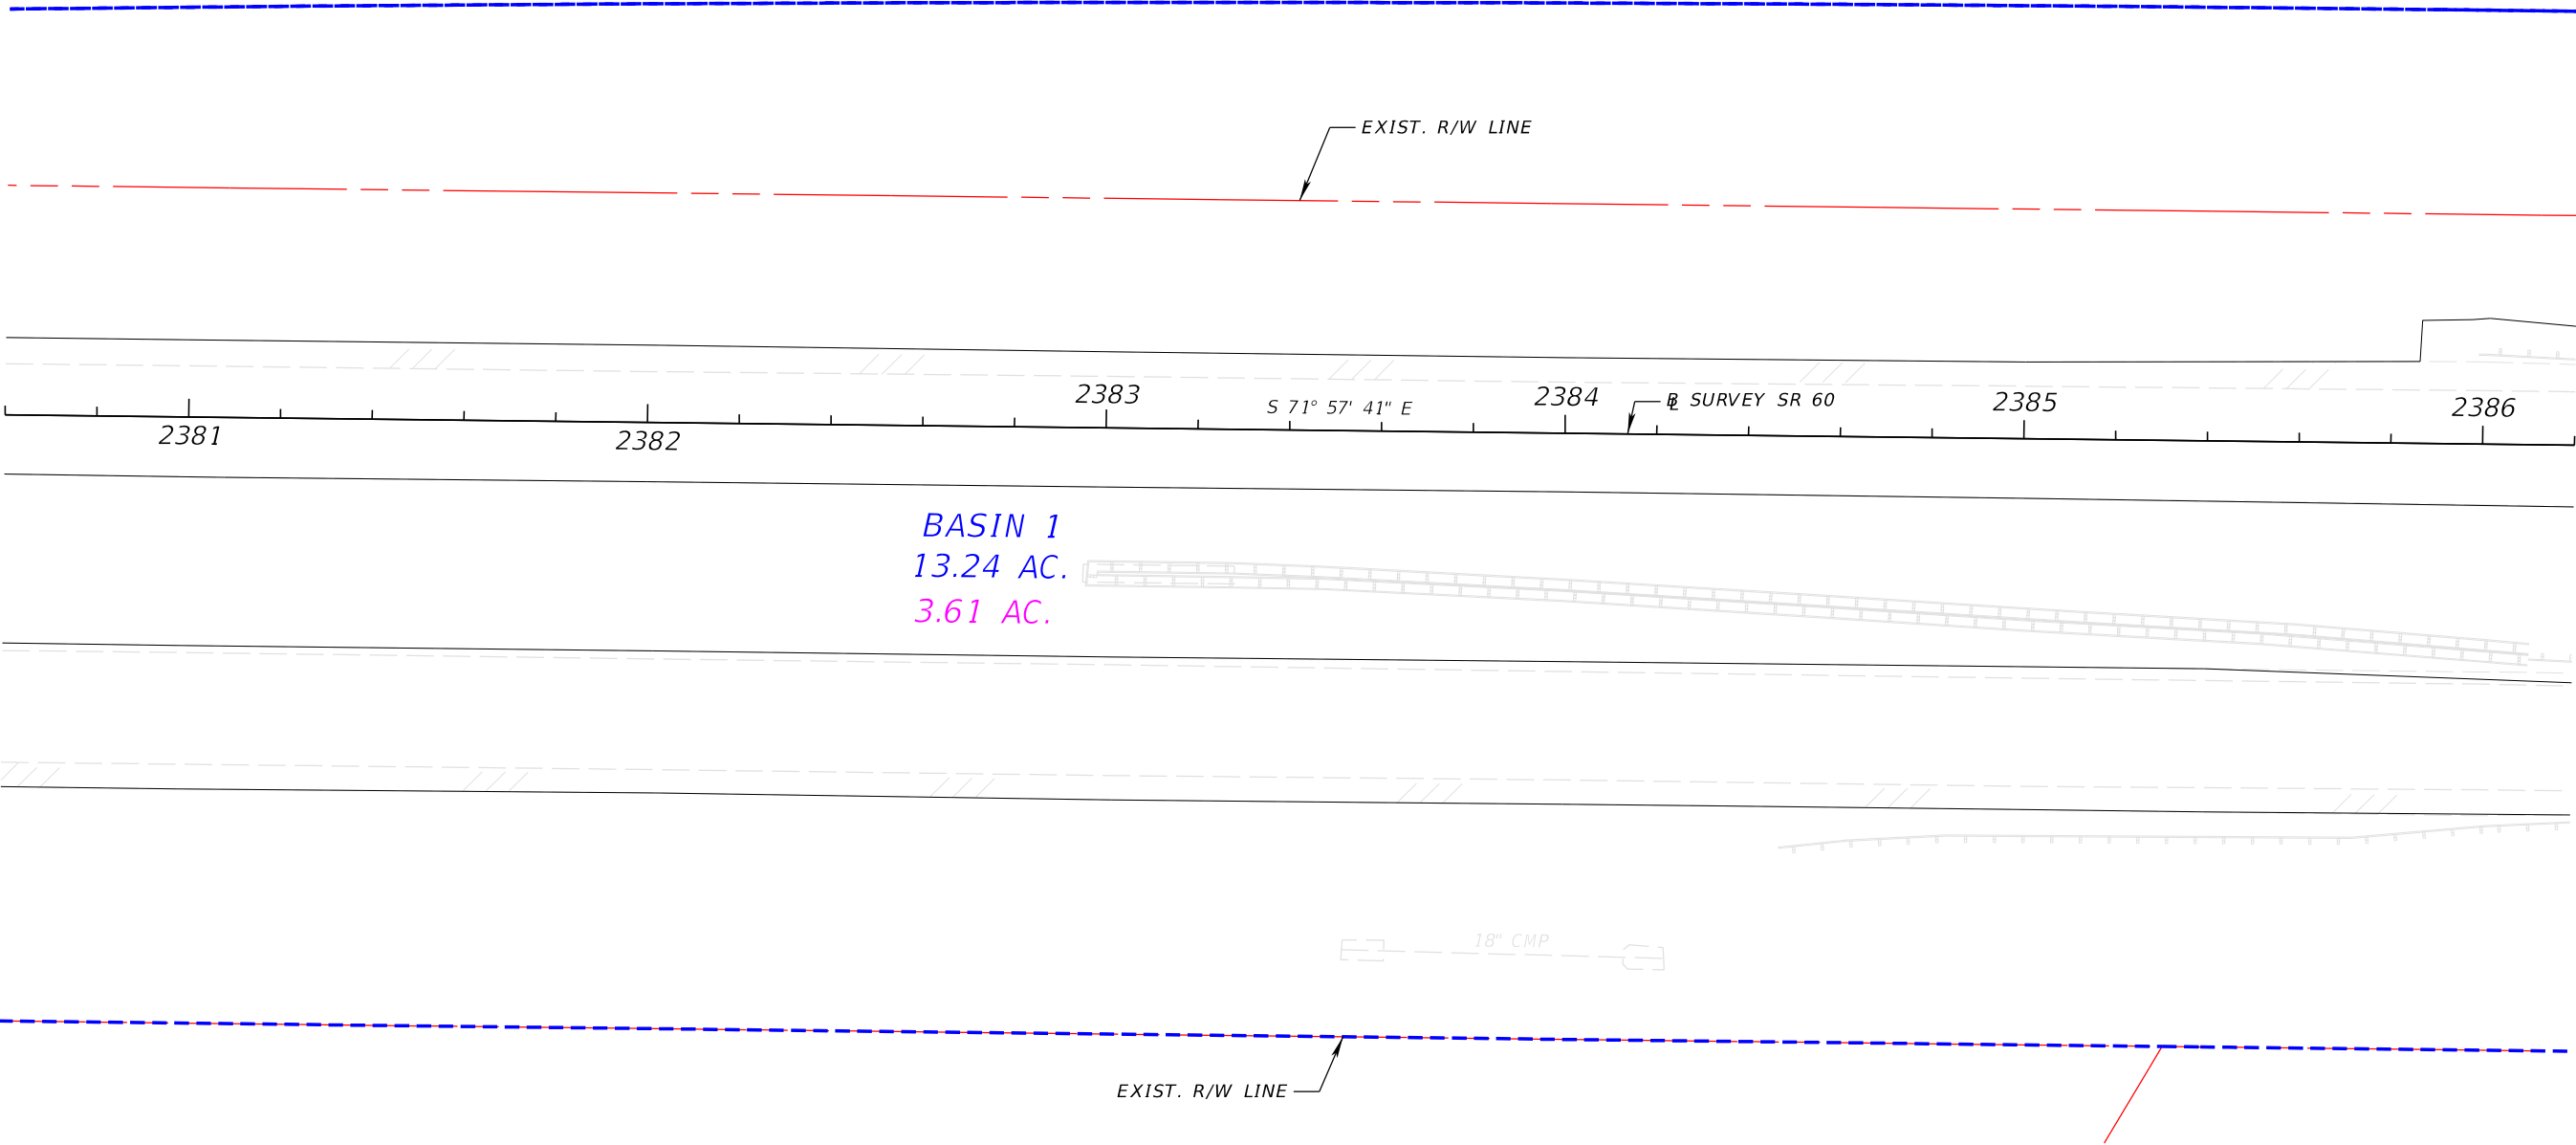 EXIST. R/W LINE
2383
S 71° 57' 41" E
2384
℄ SURVEY SR 60
2385
2386
2381
2382
BASIN 1
13.24 AC.
3.61 AC.
18" CMP
EXIST. R/W LINE